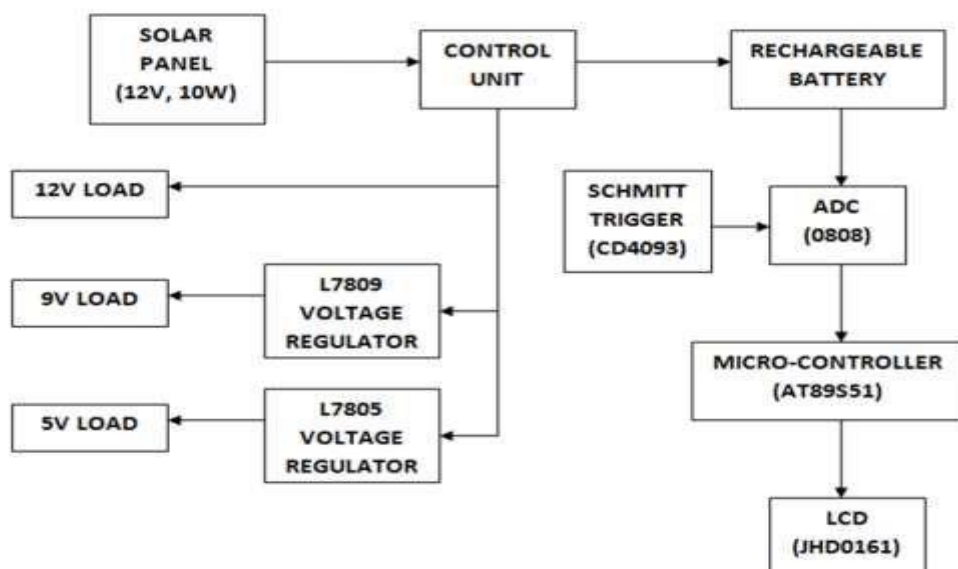 SOLAR
PANEL
(12V, 10W)
CONTROL
UNIT
RECHARGEABLE
BATTERY
12V LOAD
SCHMITT
TRIGGER
(CD4093)
ADC
(0808)
9V LOAD
L7809
VOLTAGE
REGULATOR
MICRO-CONTROLLER
(AT89S51)
5V LOAD
L7805
VOLTAGE
REGULATOR
LCD
(JHD0161)